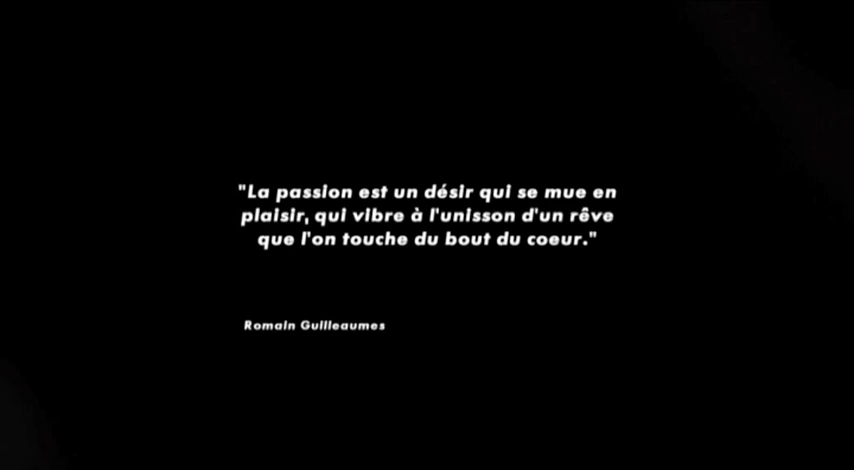 "La passion est un désir qui se mue en
plaisir, qui vibre à l'unisson d'un rêve
que l'on touche du bout du coeur."
Romain Guilleaumes